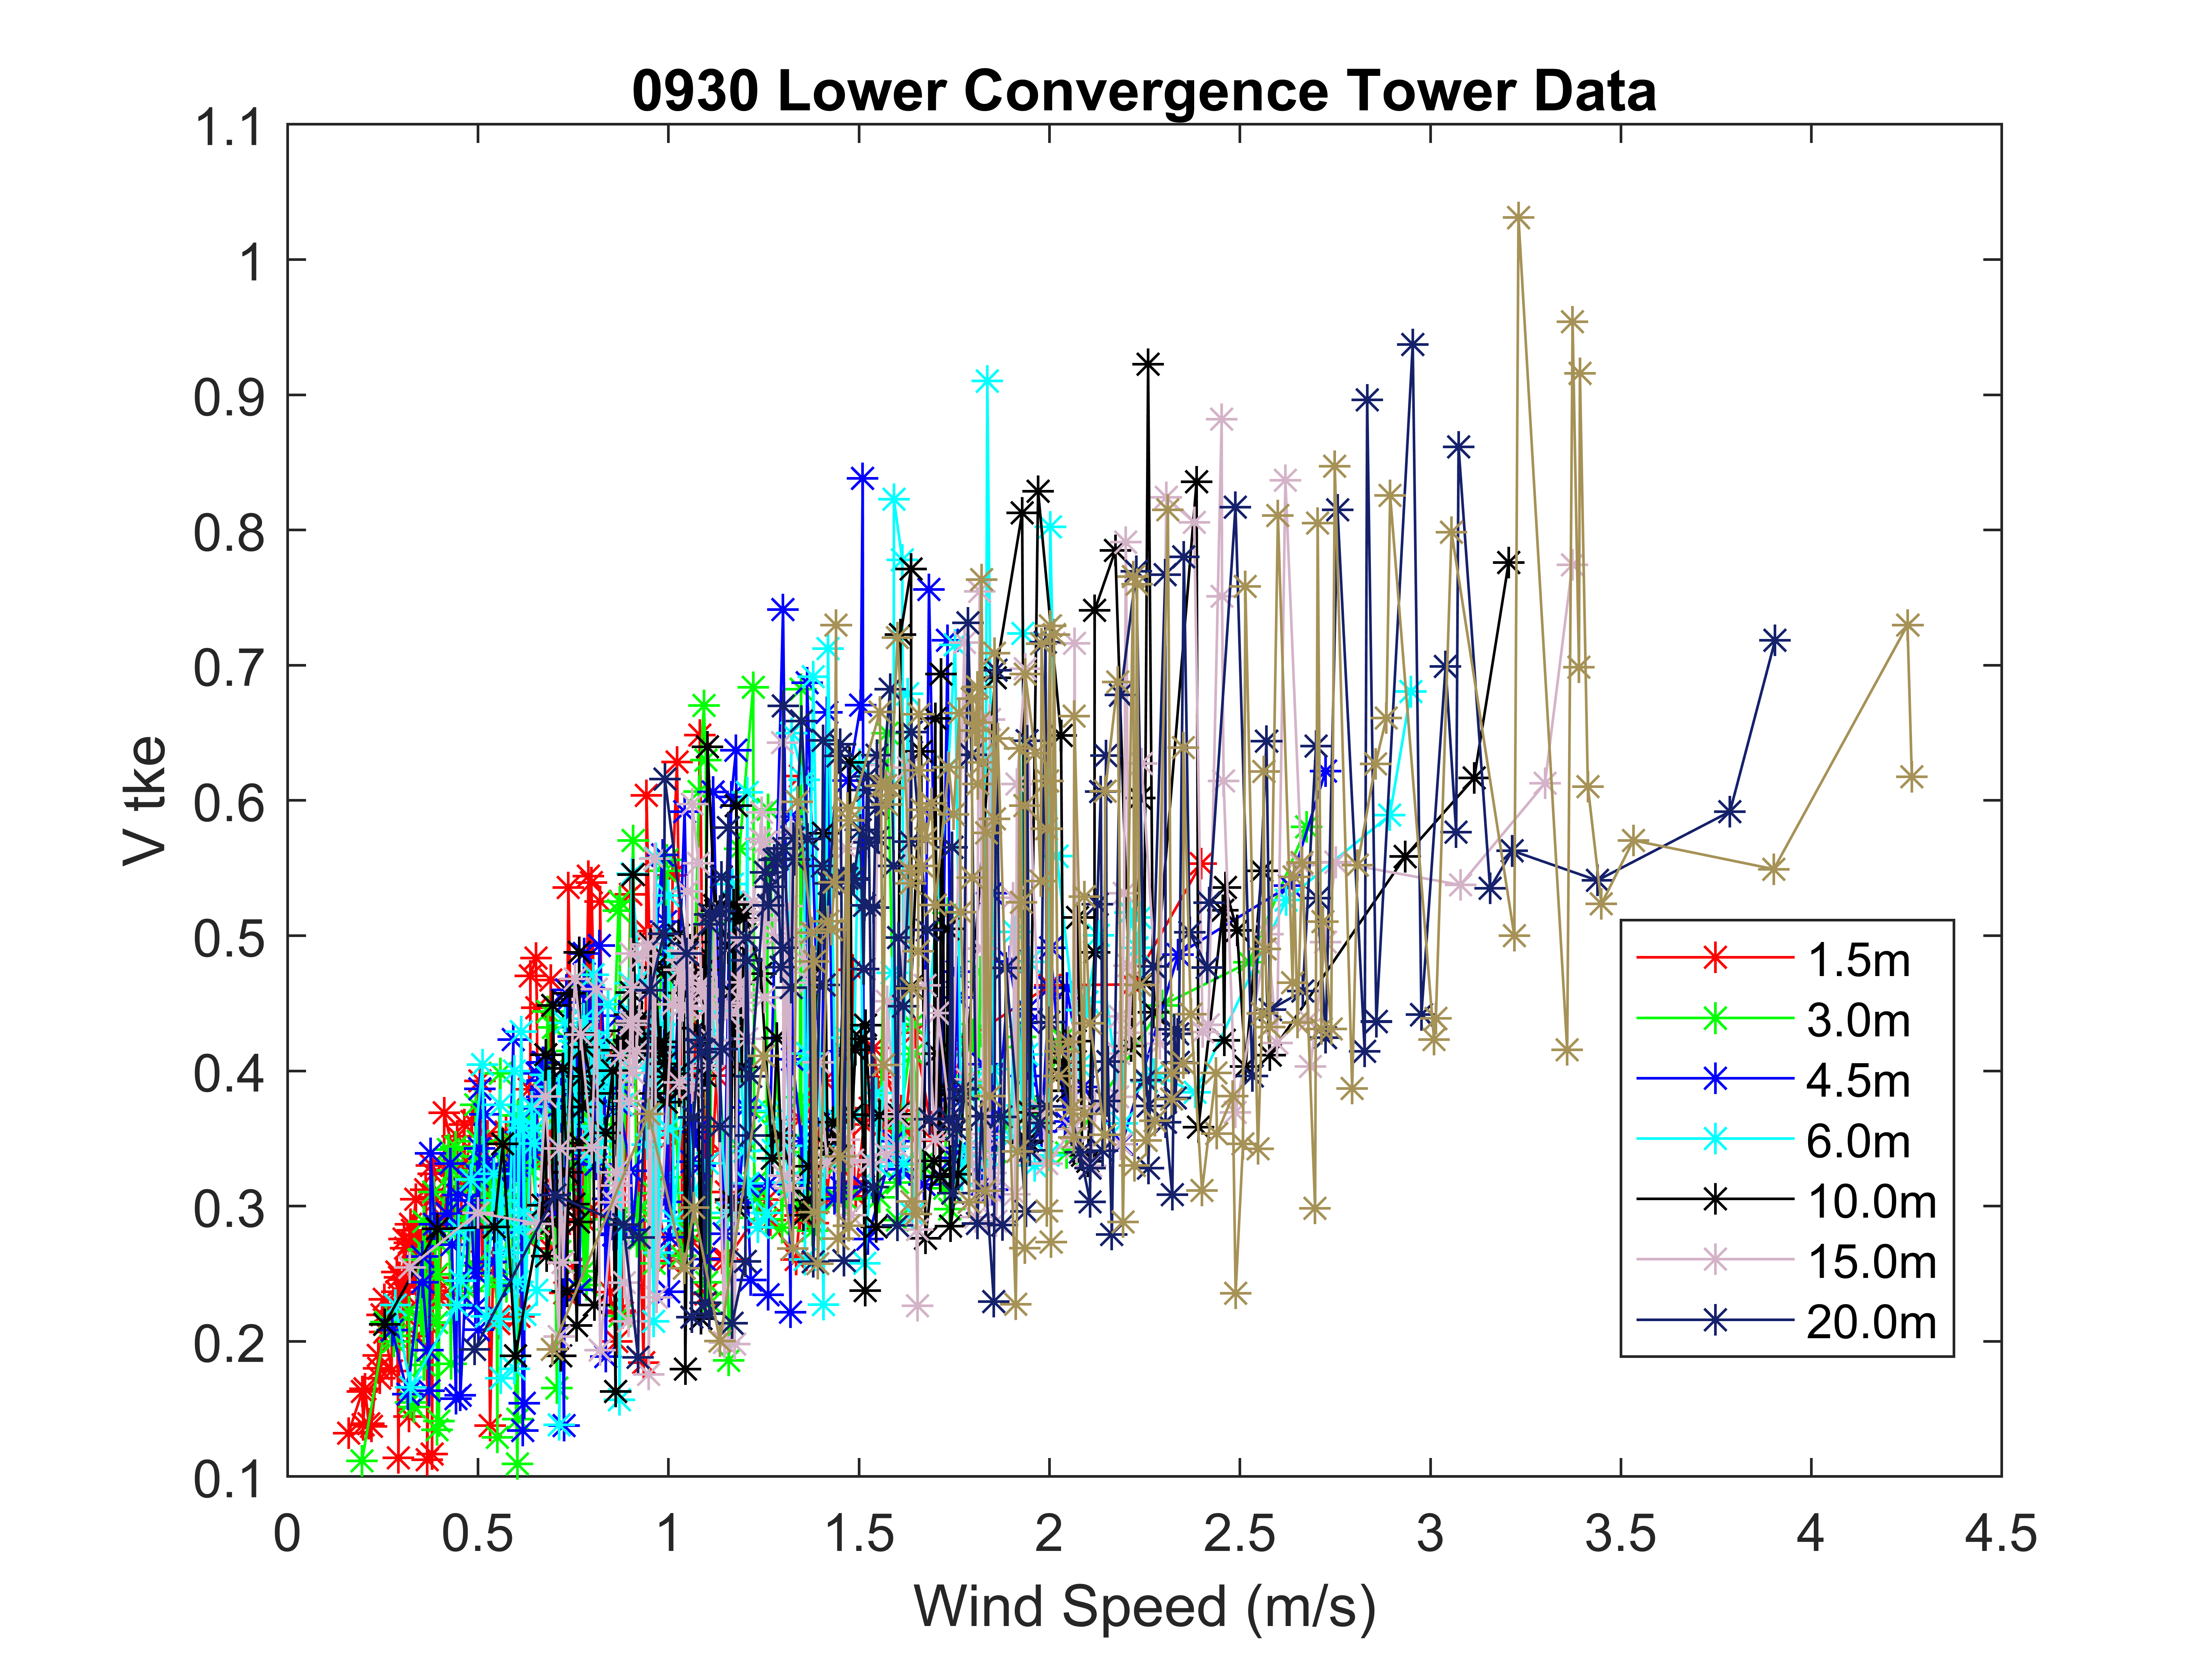 0930 Lower Convergence Tower Data
1.1
1
0.9
0.8
0.7
0.6
0.5
0.4
0.3
0.2
0.1
V tke
1.5m
3.0m
4.5m
6.0m
10.0m
15.0m
20.0m
0 0.5 1 1.5 2 2.5 3 3.5 4 4.5
Wind Speed (m/s)